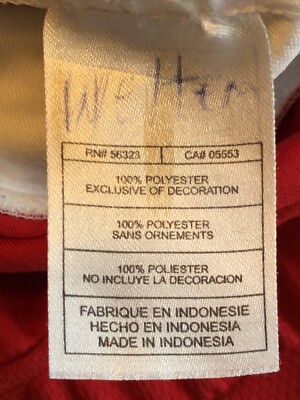 RN# 56323 CA# 05553
100% POLYESTER
EXCLUSIVE OF DECORATION
100% POLYESTER
SANS ORNEMENTS
100% POLIESTER
NO INCLUYE LA DECORACION
FABRIQUE EN INDONESIE
HECHO EN INDONESIA
MADE IN INDONESIA